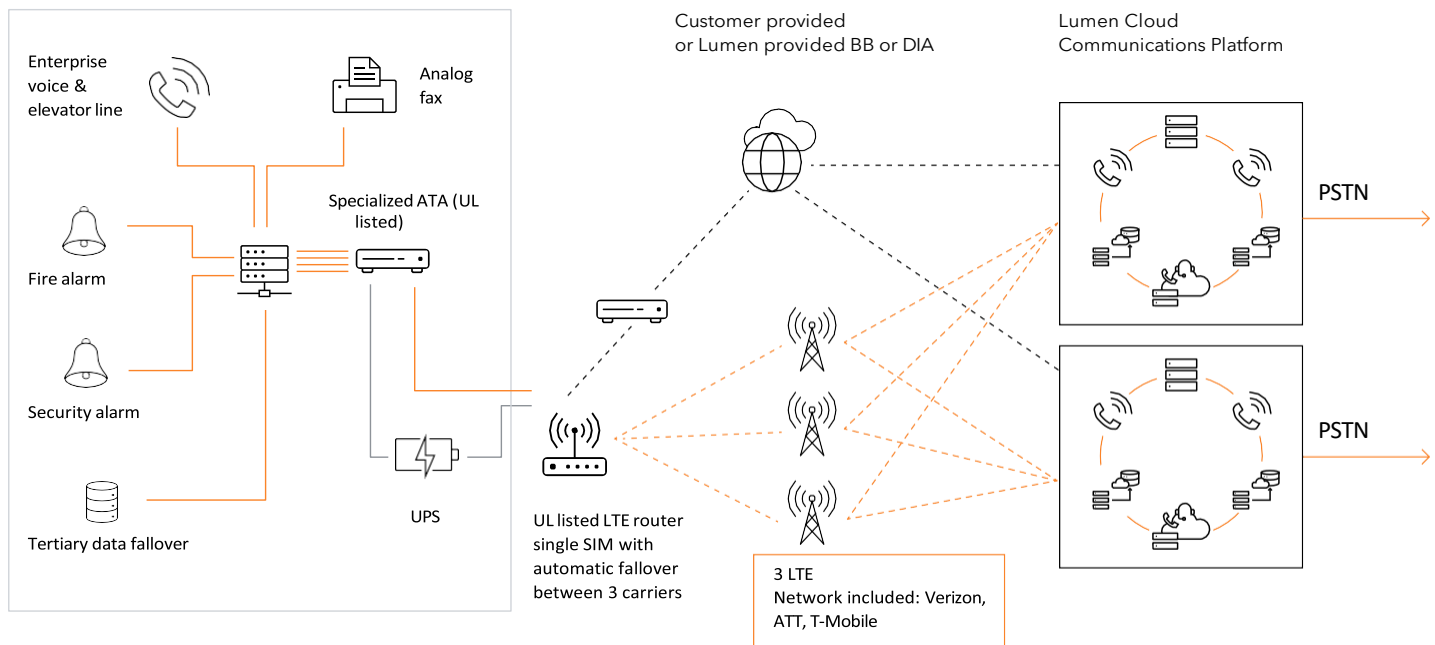 Enterprise
voice &
elevator line
Analog
fax
Customer provided
or Lumen provided BB or DIA
Lumen Cloud
Communications Platform
Specialized ATA (UL
listed)
Fire alarm
Security alarm
Tertiary data fallover
UPS
UL listed LTE router
single SIM with
automatic fallover
between 3 carriers
3 LTE
Network included: Verizon,
ATT, T-Mobile
PSTN
PSTN